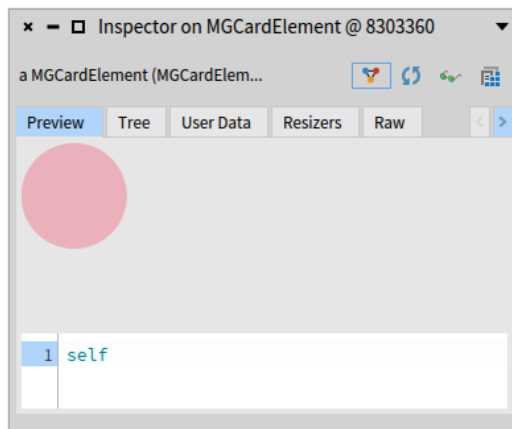 Inspector on MGCardElement @ 8303360
a MGCardElement (MGCardElem...
Preview Tree User Data Resizers Raw
1 self